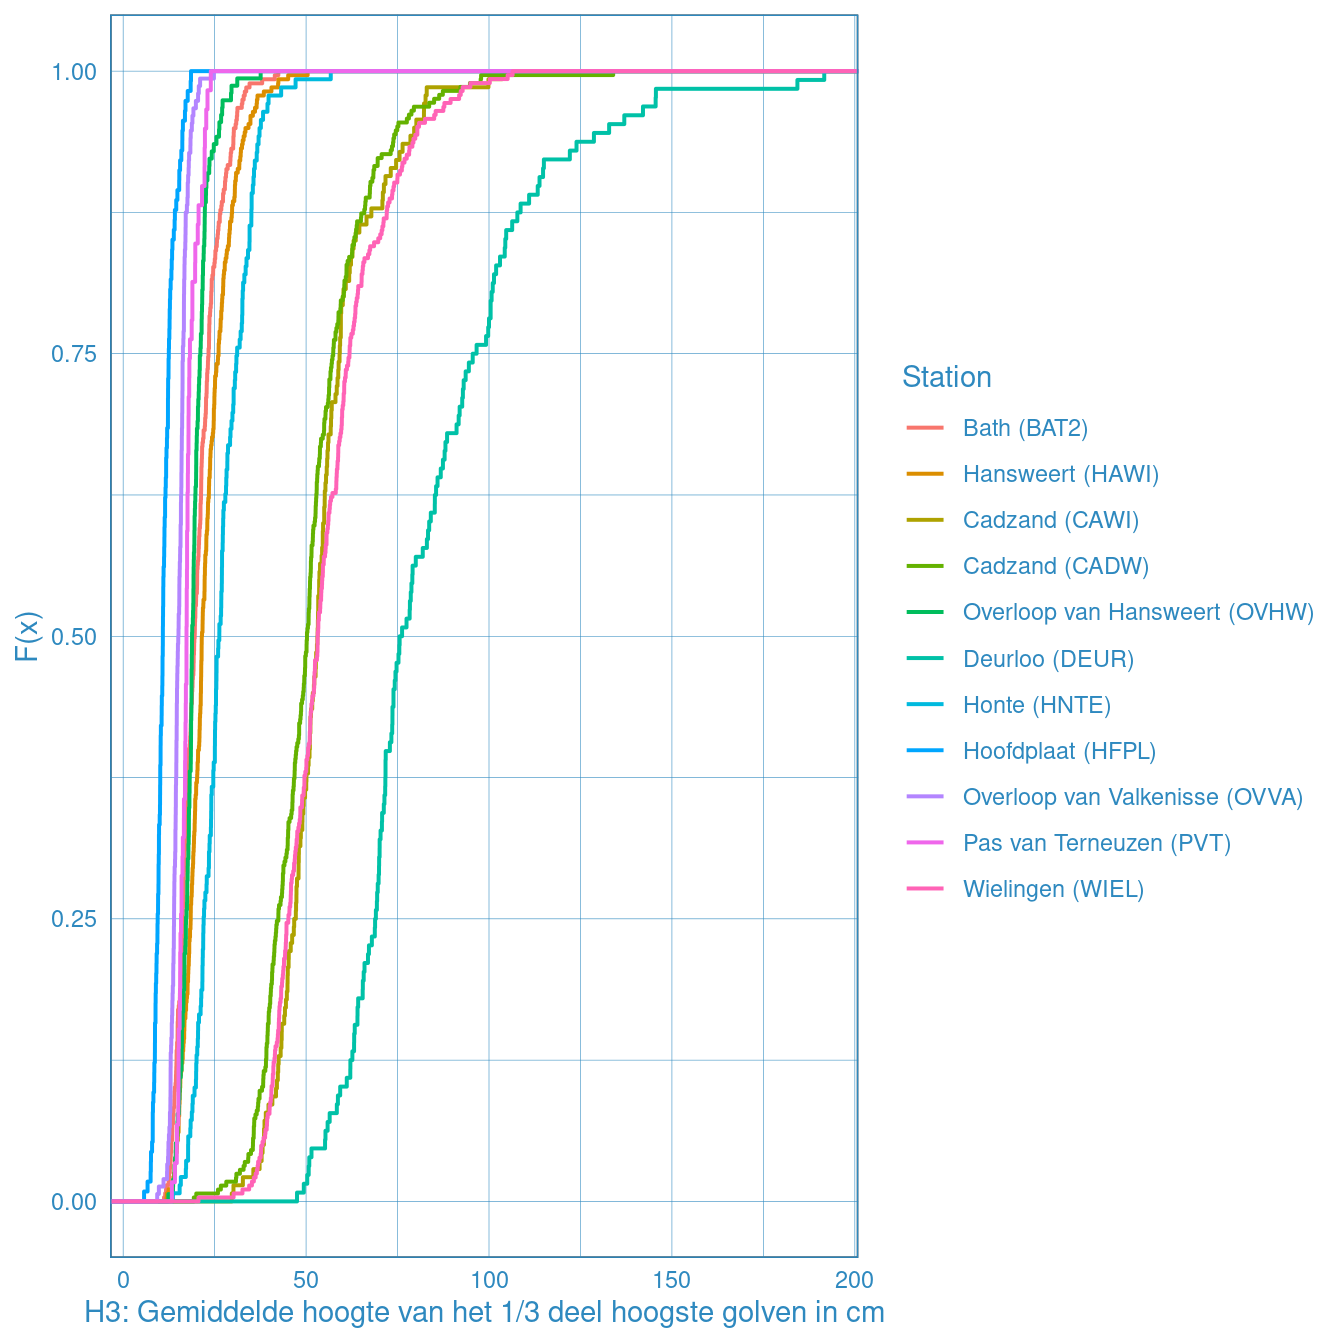 1.00
0.75
0.50
0.25
0.00
F(x)
0 50 100 150 200
H3: Gemiddelde hoogte van het 1/3 deel hoogste golven in cm
Station
Bath (BAT2)
Hansweert (HAWI)
Cadzand (CAWI)
Cadzand (CADW)
Overloop van Hansweert (OVHW)
Deurloo (DEUR)
Honte (HNTE)
Hoofdplaat (HFPL)
Overloop van Valkenisse (OVVA)
Pas van Terneuzen (PVT)
Wielingen (WIEL)